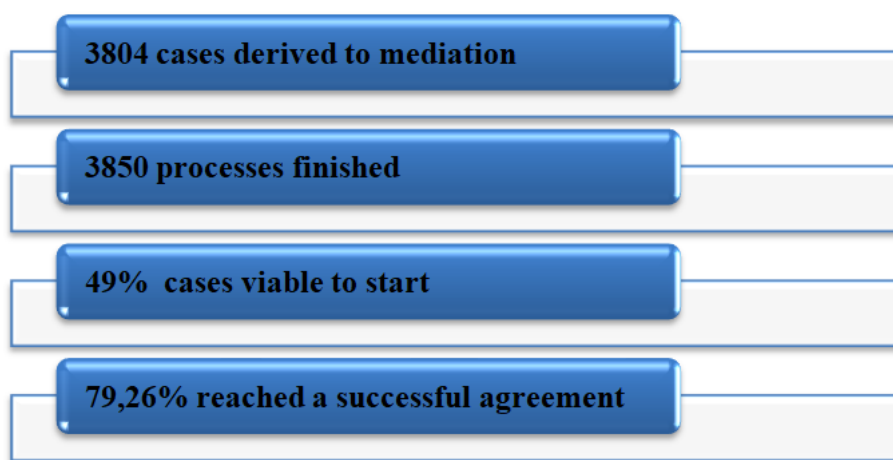 3804 cases derived to mediation
3850 processes finished
49% cases viable to start
79,26% reached a successful agreement